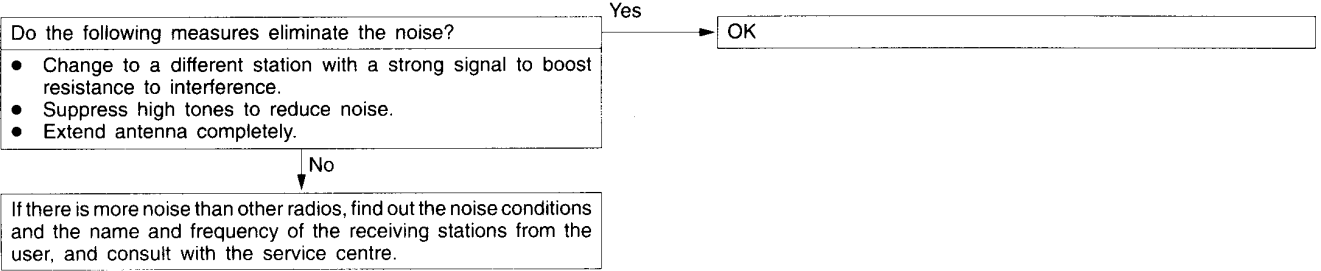 Yes
Do the following measures eliminate the noise?
OK
● Change to a different station with a strong signal to boost
resistance to interference.
● Suppress high tones to reduce noise.
● Extend antenna completely.
No
If there is more noise than other radios, find out the noise conditions
and the name and frequency of the receiving stations from the
user, and consult with the service centre.